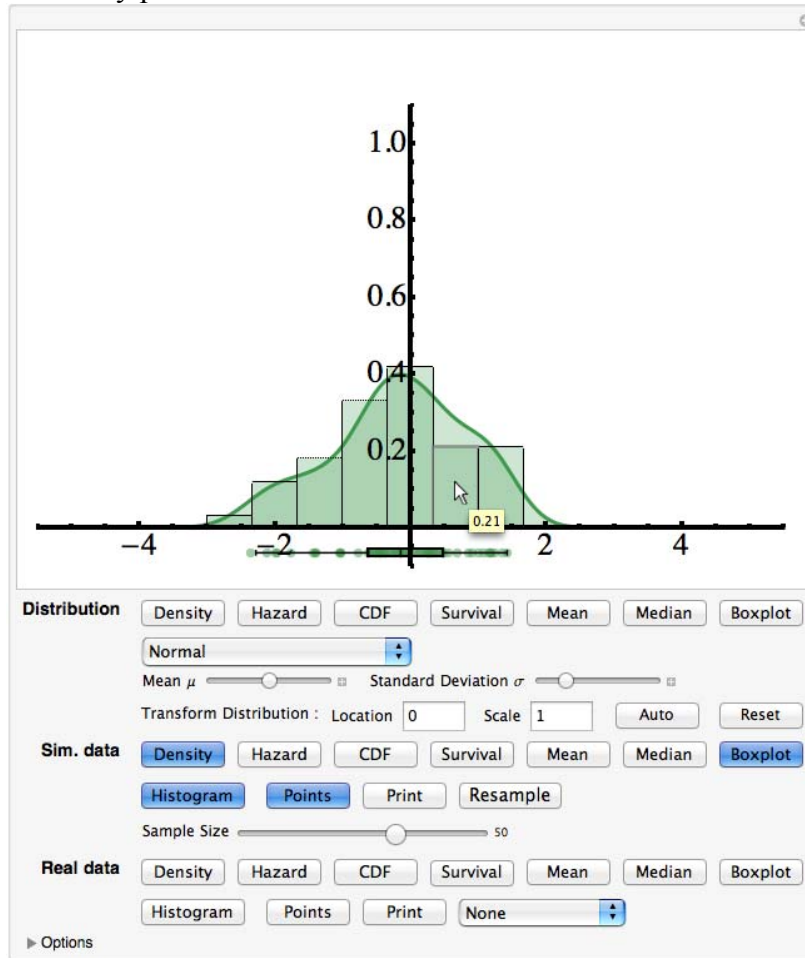 1.0
0.8
0.6
0.4
0.2
0.21
−4 −2 2 4
Distribution Density Hazard CDF Survival Mean Median Boxplot
Normal
Mean μ Standard Deviation σ
Transform Distribution : Location 0 Scale 1 Auto Reset
Sim. data Density Hazard CDF Survival Mean Median Boxplot
Histogram Points Print Resample
Sample Size 50
Real data Density Hazard CDF Survival Mean Median Boxplot
Histogram Points Print None
Options